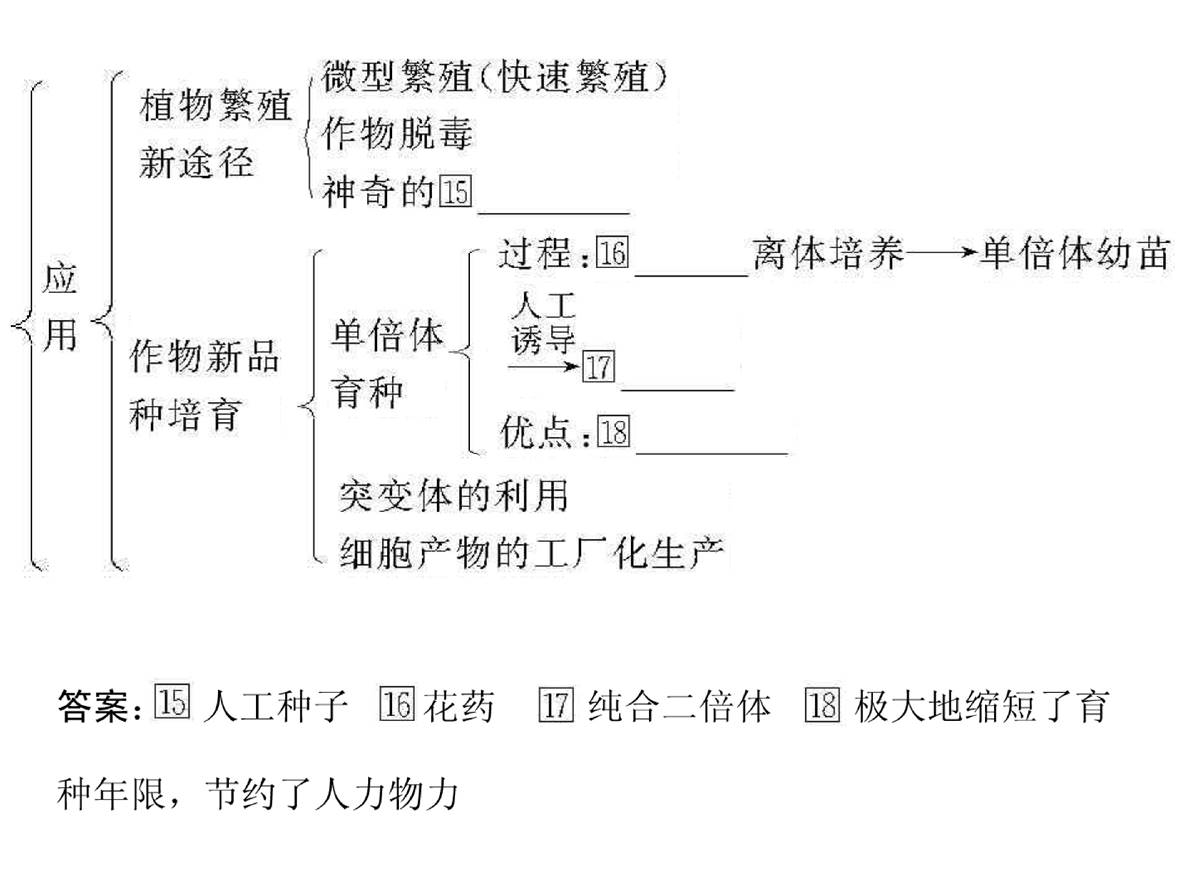 应用
植物繁殖
新途径
微型繁殖(快速繁殖)
作物脱毒
神奇的15________
作物新品
种培育
单倍体
育种
过程:16______离体培养→单倍体幼苗
人工
诱导
→17______
优点:18________
突变体的利用
细胞产物的工厂化生产
答案: 15 人工种子 16 花药 17 纯合二倍体 18 极大地缩短了育
种年限，节约了人力物力